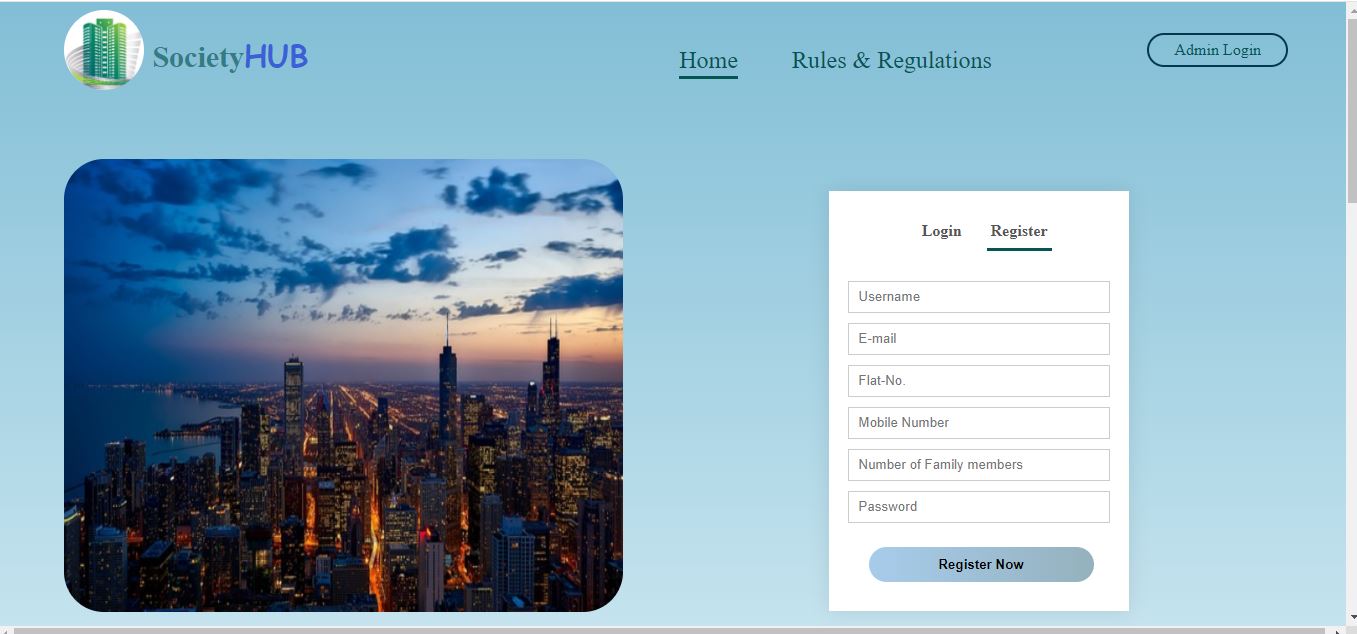 SocietyHUB
Home
Rules & Regulations
Admin Login
Login
Register
Username
E-mail
Flat-No.
Mobile Number
Number of Family members
Password
Register Now